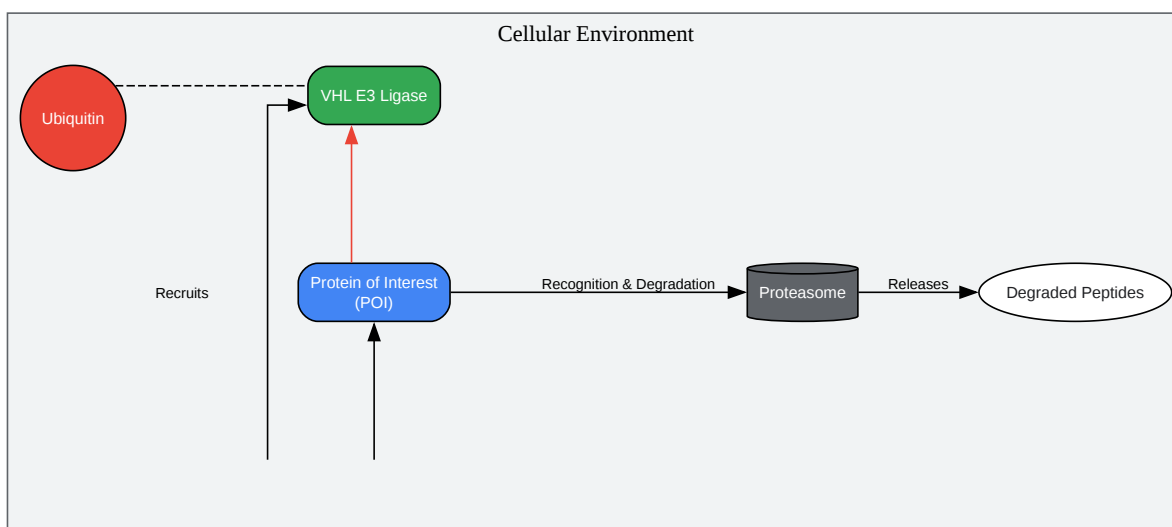 Cellular Environment
Ubiquitin
VHL E3 Ligase
Recruits
Protein of Interest
(POI)
Recognition & Degradation
Proteasome
Releases
Degraded Peptides